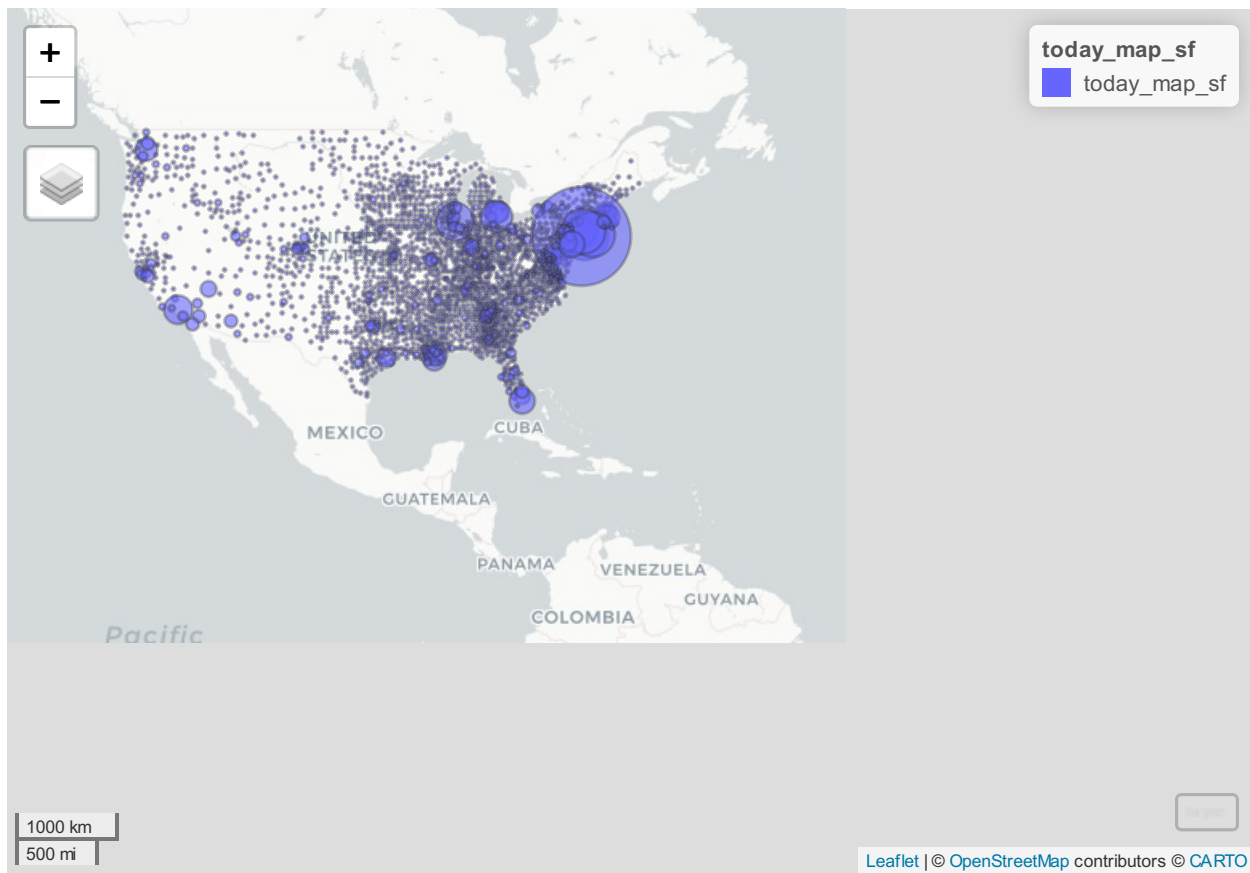 +
−
today_map_sf
today_map_sf
UNITED
STATES
MEXICO
CUBA
GUATEMALA
PANAMA
VENEZUELA
GUYANA
COLOMBIA
Pacific
1000 km
500 mi
Leaflet | © OpenStreetMap contributors © CARTO